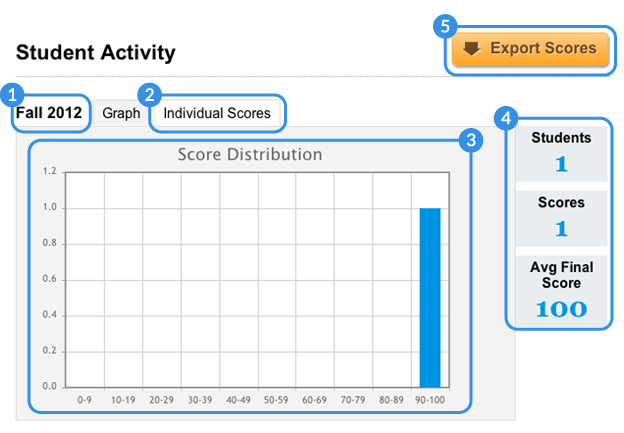 5
Export Scores
Student Activity
1
2
Fall 2012
Graph
Individual Scores
3
4
Score Distribution
1.2
1.0
0.8
0.6
0.4
0.2
0.0
0-9 10-19 20-29 30-39 40-49 50-59 60-69 70-79 80-89 90-100
Students
1
Scores
1
Avg Final
Score
100